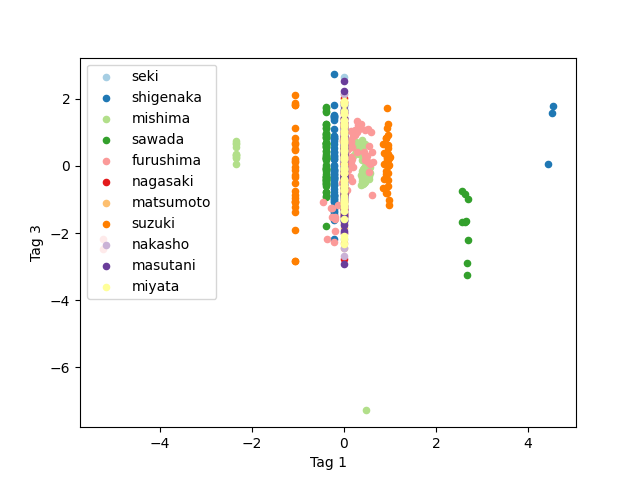 seki
shigenaka
mishima
sawada
furushima
nagasaki
matsumoto
suzuki
nakasho
masutani
miyata
2
0
−2
−4
−6
Tag 3
−4
−2
0
2
4
Tag 1